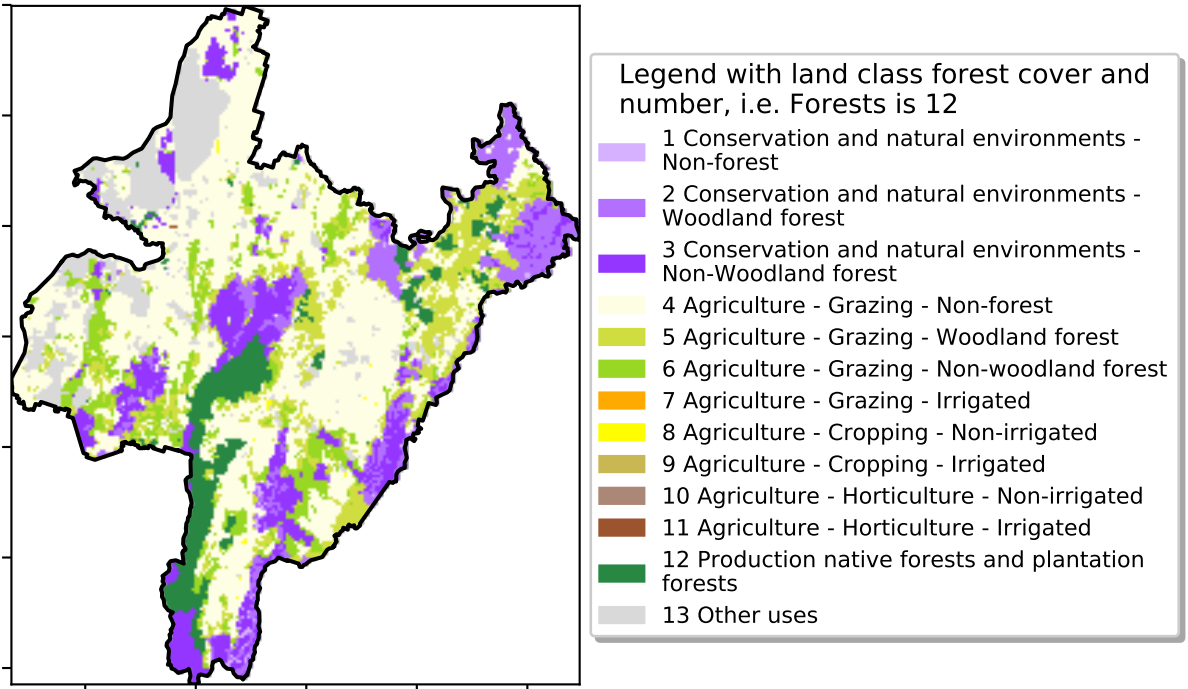 Legend with land class forest cover and
number, i.e. Forests is 12
1 Conservation and natural environments -
Non-forest
2 Conservation and natural environments -
Woodland forest
3 Conservation and natural environments -
Non-Woodland forest
4 Agriculture - Grazing - Non-forest
5 Agriculture - Grazing - Woodland forest
6 Agriculture - Grazing - Non-woodland forest
7 Agriculture - Grazing - Irrigated
8 Agriculture - Cropping - Non-irrigated
9 Agriculture - Cropping - Irrigated
10 Agriculture - Horticulture - Non-irrigated
11 Agriculture - Horticulture - Irrigated
12 Production native forests and plantation
forests
13 Other uses